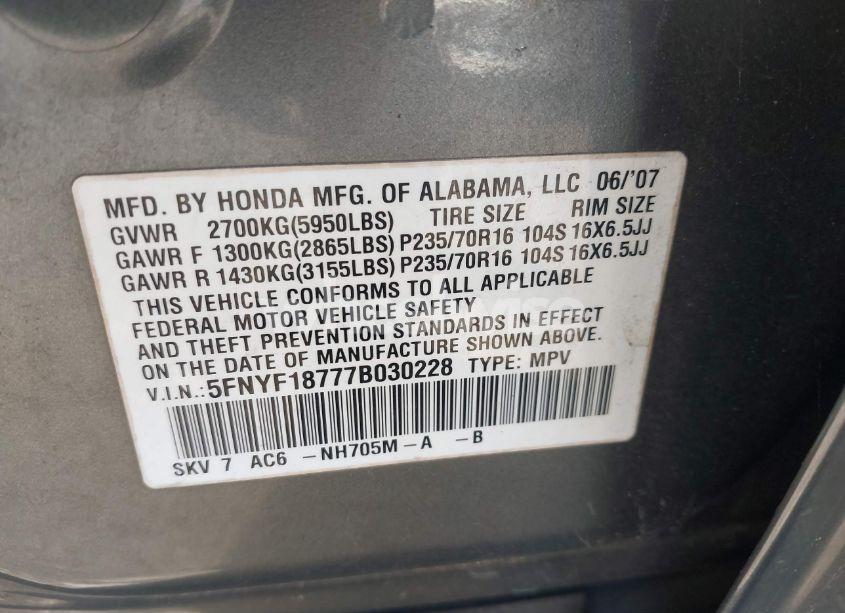 MFD. BY HONDA MFG. OF ALABAMA, LLC 06/'07
GVWR 2700KG(5950LBS) TIRE SIZE RIM SIZE
GAWR F 1300KG(2865LBS) P235/70R16 104S 16X6.5JJ
GAWR R 1430KG(3155LBS) P235/70R16 104S 16X6.5JJ
THIS VEHICLE CONFORMS TO ALL APPLICABLE
FEDERAL MOTOR VEHICLE SAFETY
AND THEFT PREVENTION STANDARDS IN EFFECT
ON THE DATE OF MANUFACTURE SHOWN ABOVE.
V.I.N.:5FNYF18777B030228 TYPE: MPV
SKV 7 AC6 -NH705M-A -B